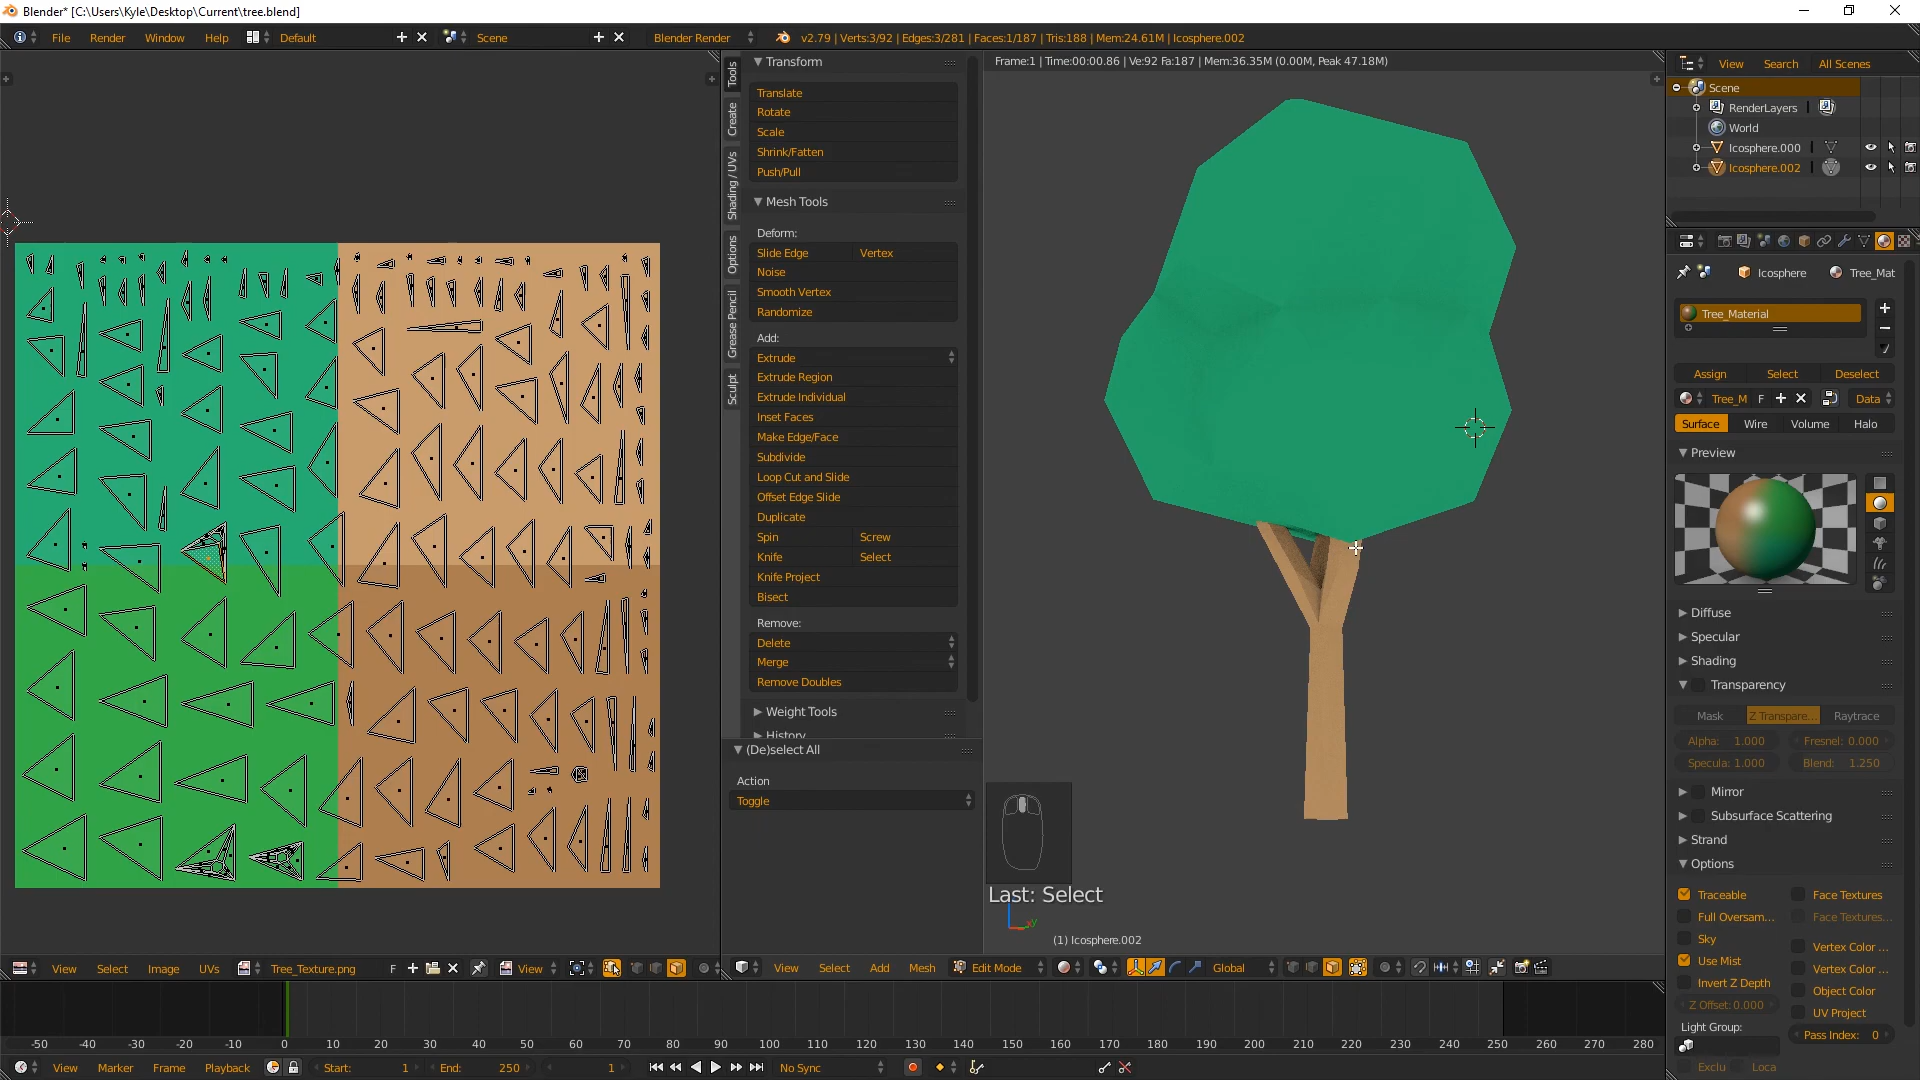 Blender* [C:\Users\Kyle\Desktop\Current\tree.blend]
File Render Window Help Default Scene Blender Render v2.79 | Verts:3/92 | Edges:3/281 | Faces:1/187 | Tris:188 | Mem:24.61M | Icosphere.002
Tools
Create
Shading / UVs
Options
Grease Pencil
Sculpt
Transform
Translate
Rotate
Scale
Shrink/Fatten
Push/Pull
Mesh Tools
Deform:
Slide Edge Vertex
Noise
Smooth Vertex
Randomize
Add:
Extrude
Extrude Region
Extrude Individual
Inset Faces
Make Edge/Face
Subdivide
Loop Cut and Slide
Offset Edge Slide
Duplicate
Spin Screw
Knife Select
Knife Project
Bisect
Remove:
Delete
Merge
Remove Doubles
Weight Tools
History
(De)select All
Action
Toggle
Frame:1 | Time:00:00.86 | Ve:92 Fa:187 | Mem:36.35M (0.00M, Peak 47.18M)
Last: Select
(1) Icosphere.002
View Search All Scenes
Scene
RenderLayers
World
Icosphere.000
Icosphere.002
Icosphere Tree_Mat
Tree_Material
Assign Select Deselect
Tree_M F Data
Surface Wire Volume Halo
Preview
Diffuse
Specular
Shading
Transparency
Mask Z Transpare... Raytrace
Alpha: 1.000 Fresnel: 0.000
Specula: 1.000 Blend: 1.250
Mirror
Subsurface Scattering
Strand
Options
Traceable Face Textures
Full Oversam... Face Textures...
Sky Vertex Color ...
Use Mist Vertex Color ...
Invert Z Depth Object Color
Z Offset: 0.000 UV Project
Light Group: Pass Index: 0
Exclu Loca
View Select Image UVs Tree_Texture.png F View
View Select Add Mesh Edit Mode Global
-50 -40 -30 -20 -10 0 10 20 30 40 50 60 70 80 90 100 110 120 130 140 150 160 170 180 190 200 210 220 230 240 250 260 270 280
View Marker Frame Playback Start: 1 End: 250 1 No Sync